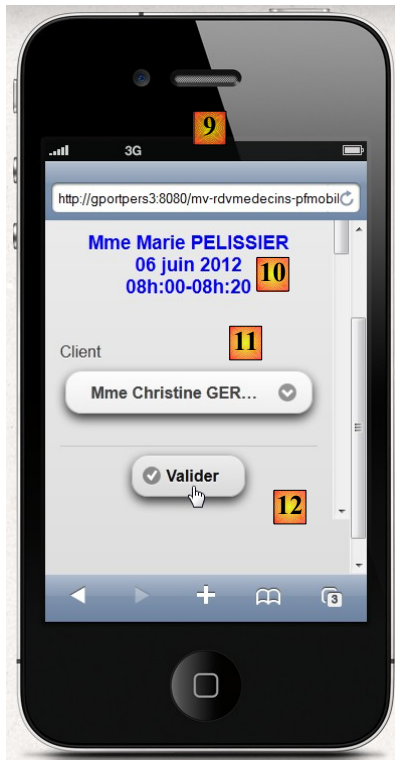 9
3G
http://gportpers3:8080/mv-rdvmedecins-pfmobil
Mme Marie PELISSIER
06 juin 2012
10
08h:00-08h:20
11
Client
Mme Christine GER...
Valider
12
3